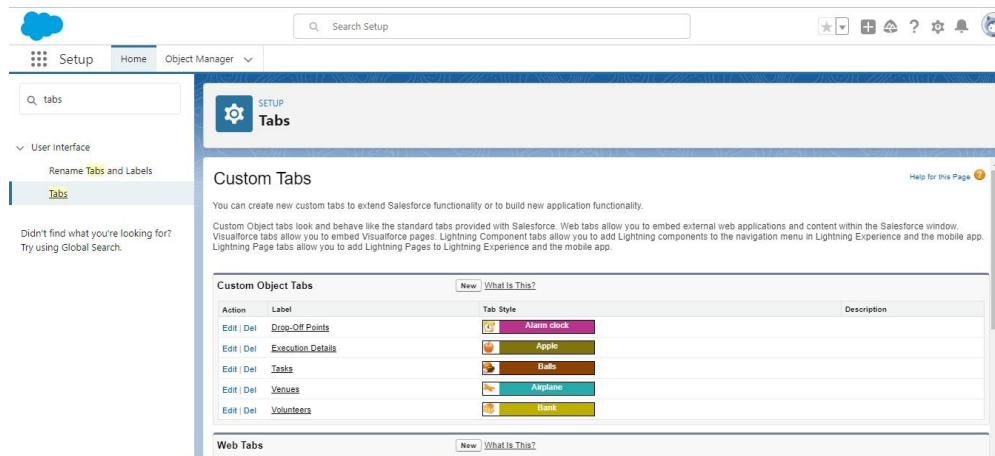 Search Setup
Setup Home Object Manager
tabs
User Interface
Rename Tabs and Labels
Tabs
Didn't find what you're looking for?
Try using Global Search.
SETUP
Tabs
Custom Tabs
Help for this Page
You can create new custom tabs to extend Salesforce functionality or to build new application functionality.
Custom Object tabs look and behave like the standard tabs provided with Salesforce. Web tabs allow you to embed external web applications and content within the Salesforce window.
Visualforce tabs allow you to embed Visualforce pages. Lightning Component tabs allow you to add Lightning components to the navigation menu in Lightning Experience and the mobile app.
Lightning Page tabs allow you to add Lightning Pages to Lightning Experience and the mobile app.
Custom Object Tabs New What Is This?
Action Label Tab Style Description
Edit | Del Drop-Off Points Alarm clock
Edit | Del Execution Details Apple
Edit | Del Tasks Balls
Edit | Del Venues Airplane
Edit | Del Volunteers Bank
Web Tabs New What Is This?